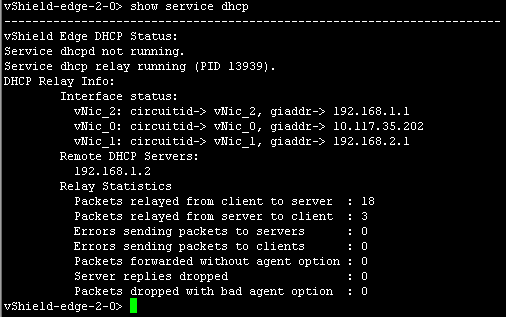 vShield-edge-2-0> show service dhcp
-----------------------------------------------------------------------
vShield Edge DHCP Status:
Service dhcpd not running.
Service dhcp relay running (PID 13939).
DHCP Relay Info:
Interface status:
vNic_2: circuitid-> vNic_2, giaddr-> 192.168.1.1
vNic_0: circuitid-> vNic_0, giaddr-> 10.117.35.202
vNic_1: circuitid-> vNic_1, giaddr-> 192.168.2.1
Remote DHCP Servers:
192.168.1.2
Relay Statistics
Packets relayed from client to server : 18
Packets relayed from server to client : 3
Errors sending packets to servers : 0
Errors sending packets to clients : 0
Packets forwarded without agent option : 0
Server replies dropped : 0
Packets dropped with bad agent option : 0
vShield-edge-2-0>